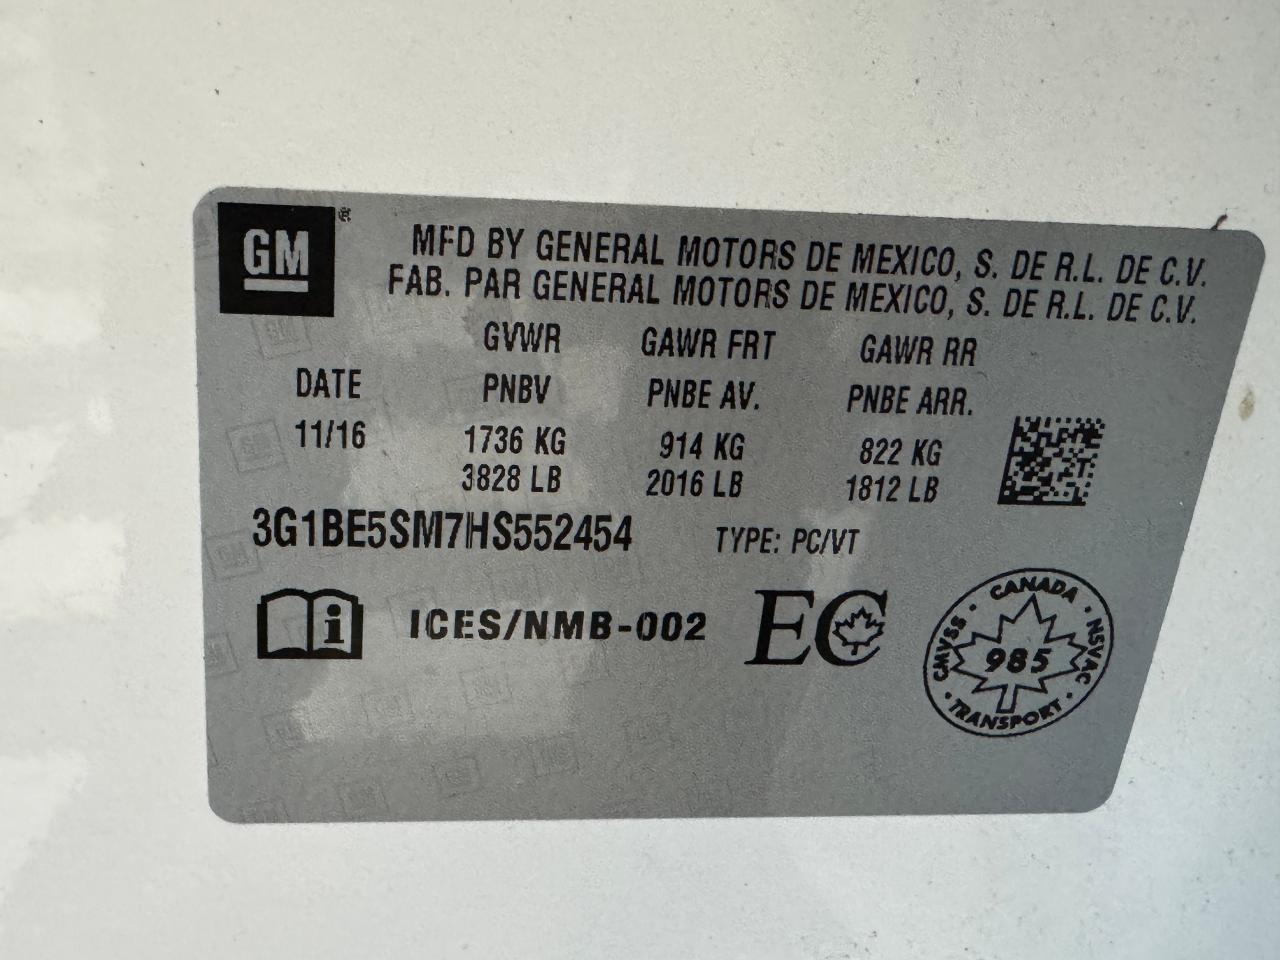 GM
MFD BY GENERAL MOTORS DE MEXICO, S. DE R.L. DE C.V.
FAB. PAR GENERAL MOTORS DE MEXICO, S. DE R.L. DE C.V.
GVWR GAWR FRT GAWR RR
DATE PNBV PNBE AV. PNBE ARR.
11/16 1736 KG 914 KG 822 KG
3828 LB 2016 LB 1812 LB
3G1BE5SM7HS552454 TYPE: PC/VT
i ICES/NMB-002 EC
CANADA
CMVSS 985 NSVAC
TRANSPORT